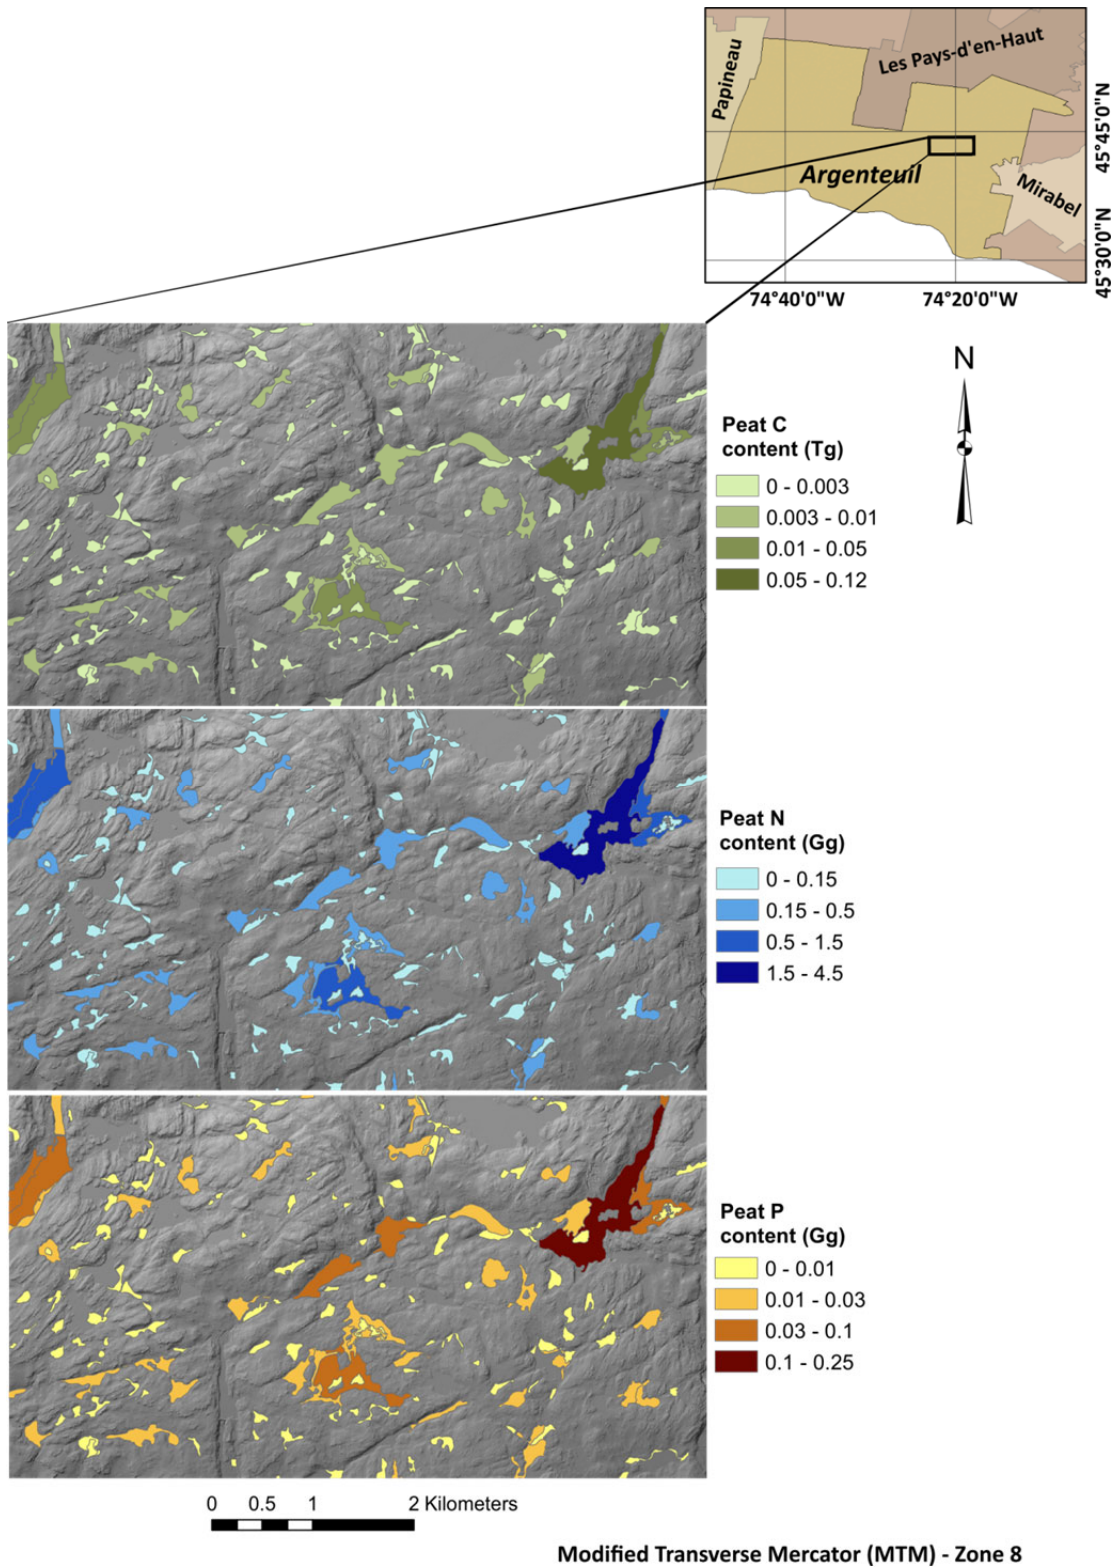 Papineau
Les Pays-d'en-Haut
Argenteuil
Mirabel
45°45'0"N
45°30'0"N
74°40'0"W
74°20'0"W
N
Peat C
content (Tg)
0 - 0.003
0.003 - 0.01
0.01 - 0.05
0.05 - 0.12
Peat N
content (Gg)
0 - 0.15
0.15 - 0.5
0.5 - 1.5
1.5 - 4.5
Peat P
content (Gg)
0 - 0.01
0.01 - 0.03
0.03 - 0.1
0.1 - 0.25
0 0.5 1 2 Kilometers
Modified Transverse Mercator (MTM) - Zone 8